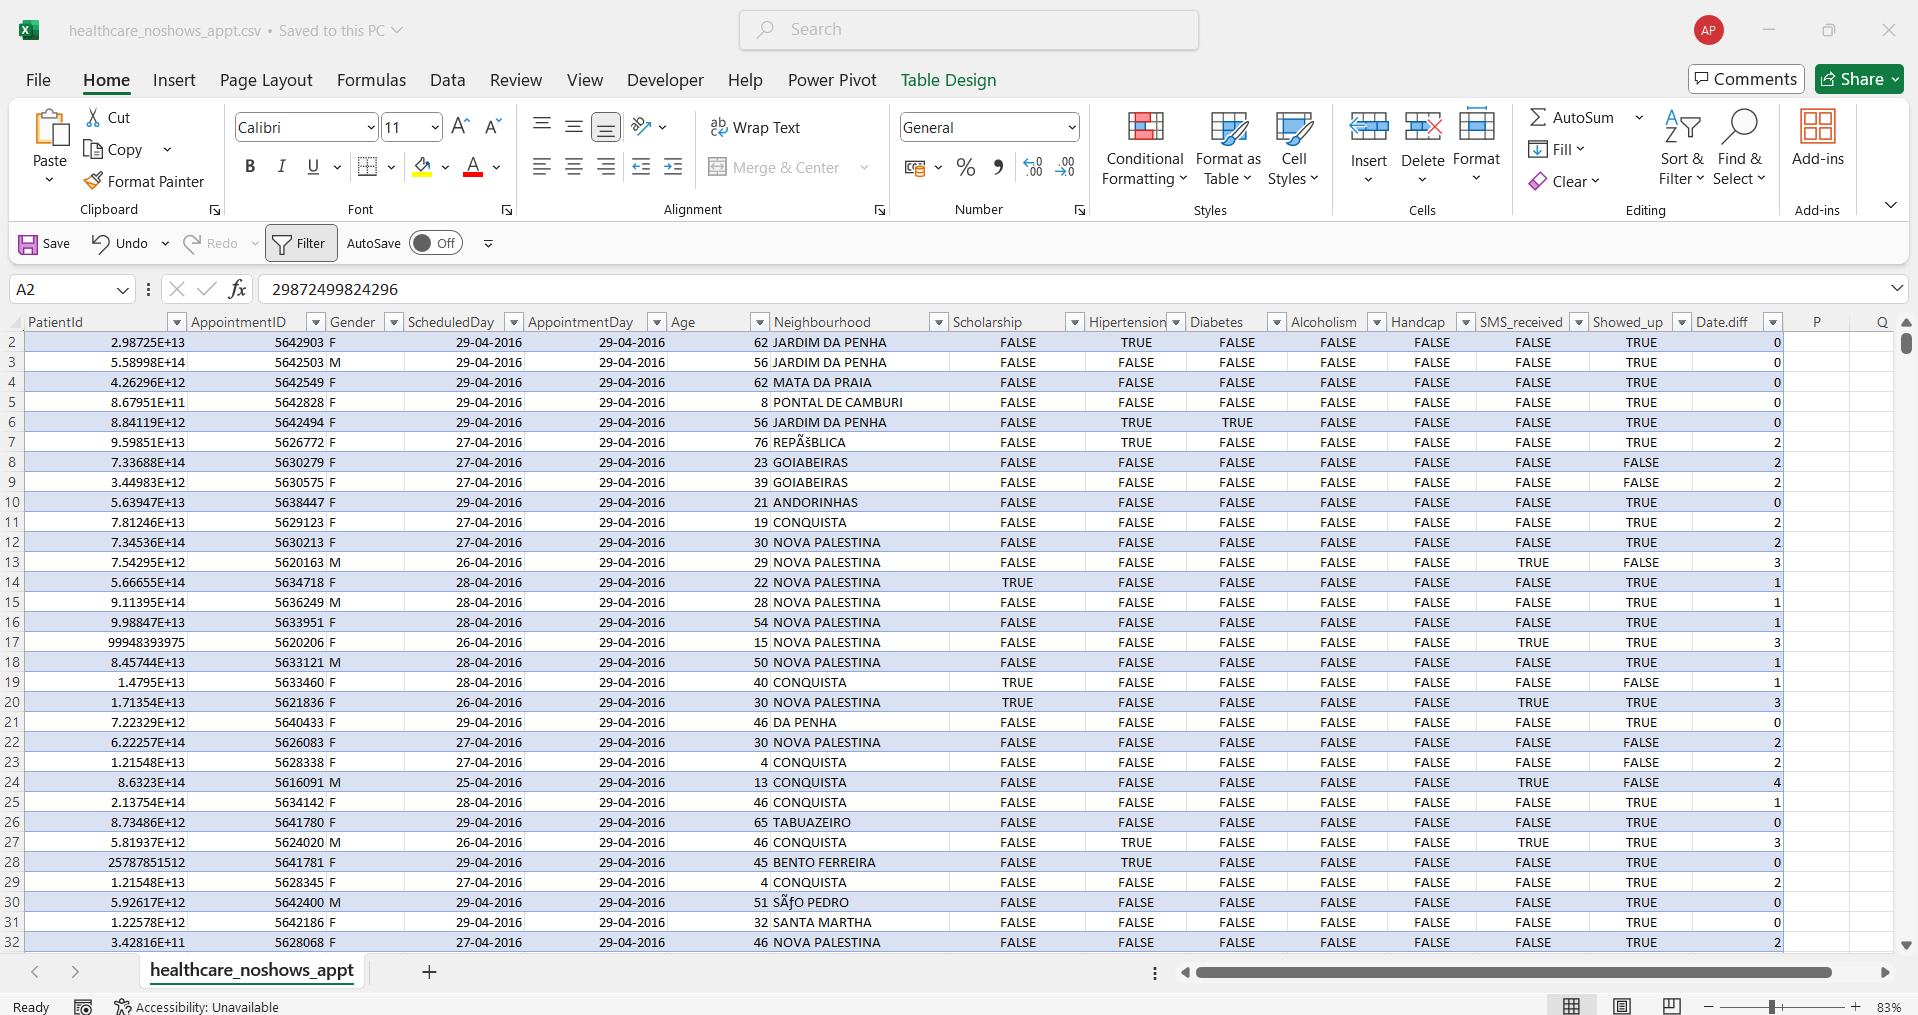 healthcare_noshows_appt.csv • Saved to this PC
Search
AP
File Home Insert Page Layout Formulas Data Review View Developer Help Power Pivot Table Design
Comments Share
Paste Cut Copy Format Painter Clipboard
Calibri 11 B I U A Font
Wrap Text Merge & Center Alignment
General % Number
Conditional Formatting Format as Table Cell Styles Styles
Insert Delete Format Cells
AutoSum Fill Clear Sort & Filter Find & Select Editing
Add-ins Add-ins
Save Undo Redo Filter AutoSave Off
A2 fx 29872499824296
PatientId AppointmentID Gender ScheduledDay AppointmentDay Age Neighbourhood Scholarship Hipertension Diabetes Alcoholism Handcap SMS_received Showed_up Date.diff P Q
2 2.98725E+13 5642903 F 29-04-2016 29-04-2016 62 JARDIM DA PENHA FALSE TRUE FALSE FALSE FALSE FALSE TRUE 0
3 5.58998E+14 5642503 M 29-04-2016 29-04-2016 56 JARDIM DA PENHA FALSE FALSE FALSE FALSE FALSE FALSE TRUE 0
4 4.26296E+12 5642549 F 29-04-2016 29-04-2016 62 MATA DA PRAIA FALSE FALSE FALSE FALSE FALSE FALSE TRUE 0
5 8.67951E+11 5642828 F 29-04-2016 29-04-2016 8 PONTAL DE CAMBURI FALSE FALSE FALSE FALSE FALSE FALSE TRUE 0
6 8.84119E+12 5642494 F 29-04-2016 29-04-2016 56 JARDIM DA PENHA FALSE TRUE TRUE FALSE FALSE FALSE TRUE 0
7 9.59851E+13 5626772 F 27-04-2016 29-04-2016 76 REPÃšBLICA FALSE TRUE FALSE FALSE FALSE FALSE TRUE 2
8 7.33688E+14 5630279 F 27-04-2016 29-04-2016 23 GOIABEIRAS FALSE FALSE FALSE FALSE FALSE FALSE FALSE 2
9 3.44983E+12 5630575 F 27-04-2016 29-04-2016 39 GOIABEIRAS FALSE FALSE FALSE FALSE FALSE FALSE FALSE 2
10 5.63947E+13 5638447 F 29-04-2016 29-04-2016 21 ANDORINHAS FALSE FALSE FALSE FALSE FALSE FALSE TRUE 0
11 7.81246E+13 5629123 F 27-04-2016 29-04-2016 19 CONQUISTA FALSE FALSE FALSE FALSE FALSE FALSE TRUE 2
12 7.34536E+14 5630213 F 27-04-2016 29-04-2016 30 NOVA PALESTINA FALSE FALSE FALSE FALSE FALSE FALSE TRUE 2
13 7.54295E+12 5620163 M 26-04-2016 29-04-2016 29 NOVA PALESTINA FALSE FALSE FALSE FALSE FALSE TRUE FALSE 3
14 5.66655E+14 5634718 F 28-04-2016 29-04-2016 22 NOVA PALESTINA TRUE FALSE FALSE FALSE FALSE FALSE TRUE 1
15 9.11395E+14 5636249 M 28-04-2016 29-04-2016 28 NOVA PALESTINA FALSE FALSE FALSE FALSE FALSE FALSE TRUE 1
16 9.98847E+13 5633951 F 28-04-2016 29-04-2016 54 NOVA PALESTINA FALSE FALSE FALSE FALSE FALSE FALSE TRUE 1
17 99948393975 5620206 F 26-04-2016 29-04-2016 15 NOVA PALESTINA FALSE FALSE FALSE FALSE FALSE TRUE TRUE 3
18 8.45744E+13 5633121 M 28-04-2016 29-04-2016 50 NOVA PALESTINA FALSE FALSE FALSE FALSE FALSE FALSE TRUE 1
19 1.4795E+13 5633460 F 28-04-2016 29-04-2016 40 CONQUISTA TRUE FALSE FALSE FALSE FALSE FALSE FALSE 1
20 1.71354E+13 5621836 F 26-04-2016 29-04-2016 30 NOVA PALESTINA TRUE FALSE FALSE FALSE FALSE TRUE TRUE 3
21 7.22329E+12 5640433 F 29-04-2016 29-04-2016 46 DA PENHA FALSE FALSE FALSE FALSE FALSE FALSE TRUE 0
22 6.22257E+14 5626083 F 27-04-2016 29-04-2016 30 NOVA PALESTINA FALSE FALSE FALSE FALSE FALSE FALSE FALSE 2
23 1.21548E+13 5628338 F 27-04-2016 29-04-2016 4 CONQUISTA FALSE FALSE FALSE FALSE FALSE FALSE FALSE 2
24 8.6323E+14 5616091 M 25-04-2016 29-04-2016 13 CONQUISTA FALSE FALSE FALSE FALSE FALSE TRUE FALSE 4
25 2.13754E+14 5634142 F 28-04-2016 29-04-2016 46 CONQUISTA FALSE FALSE FALSE FALSE FALSE FALSE TRUE 1
26 8.73486E+12 5641780 F 29-04-2016 29-04-2016 65 TABUAZEIRO FALSE FALSE FALSE FALSE FALSE FALSE TRUE 0
27 5.81937E+12 5624020 M 26-04-2016 29-04-2016 46 CONQUISTA FALSE TRUE FALSE FALSE FALSE TRUE TRUE 3
28 25787851512 5641781 F 29-04-2016 29-04-2016 45 BENTO FERREIRA FALSE TRUE FALSE FALSE FALSE FALSE TRUE 0
29 1.21548E+13 5628345 F 27-04-2016 29-04-2016 4 CONQUISTA FALSE FALSE FALSE FALSE FALSE FALSE TRUE 2
30 5.92617E+12 5642400 M 29-04-2016 29-04-2016 51 SÃƒO PEDRO FALSE FALSE FALSE FALSE FALSE FALSE TRUE 0
31 1.22578E+12 5642186 F 29-04-2016 29-04-2016 32 SANTA MARTHA FALSE FALSE FALSE FALSE FALSE FALSE TRUE 0
32 3.42816E+11 5628068 F 27-04-2016 29-04-2016 46 NOVA PALESTINA FALSE FALSE FALSE FALSE FALSE FALSE TRUE 2
healthcare_noshows_appt
Ready Accessibility: Unavailable 83%